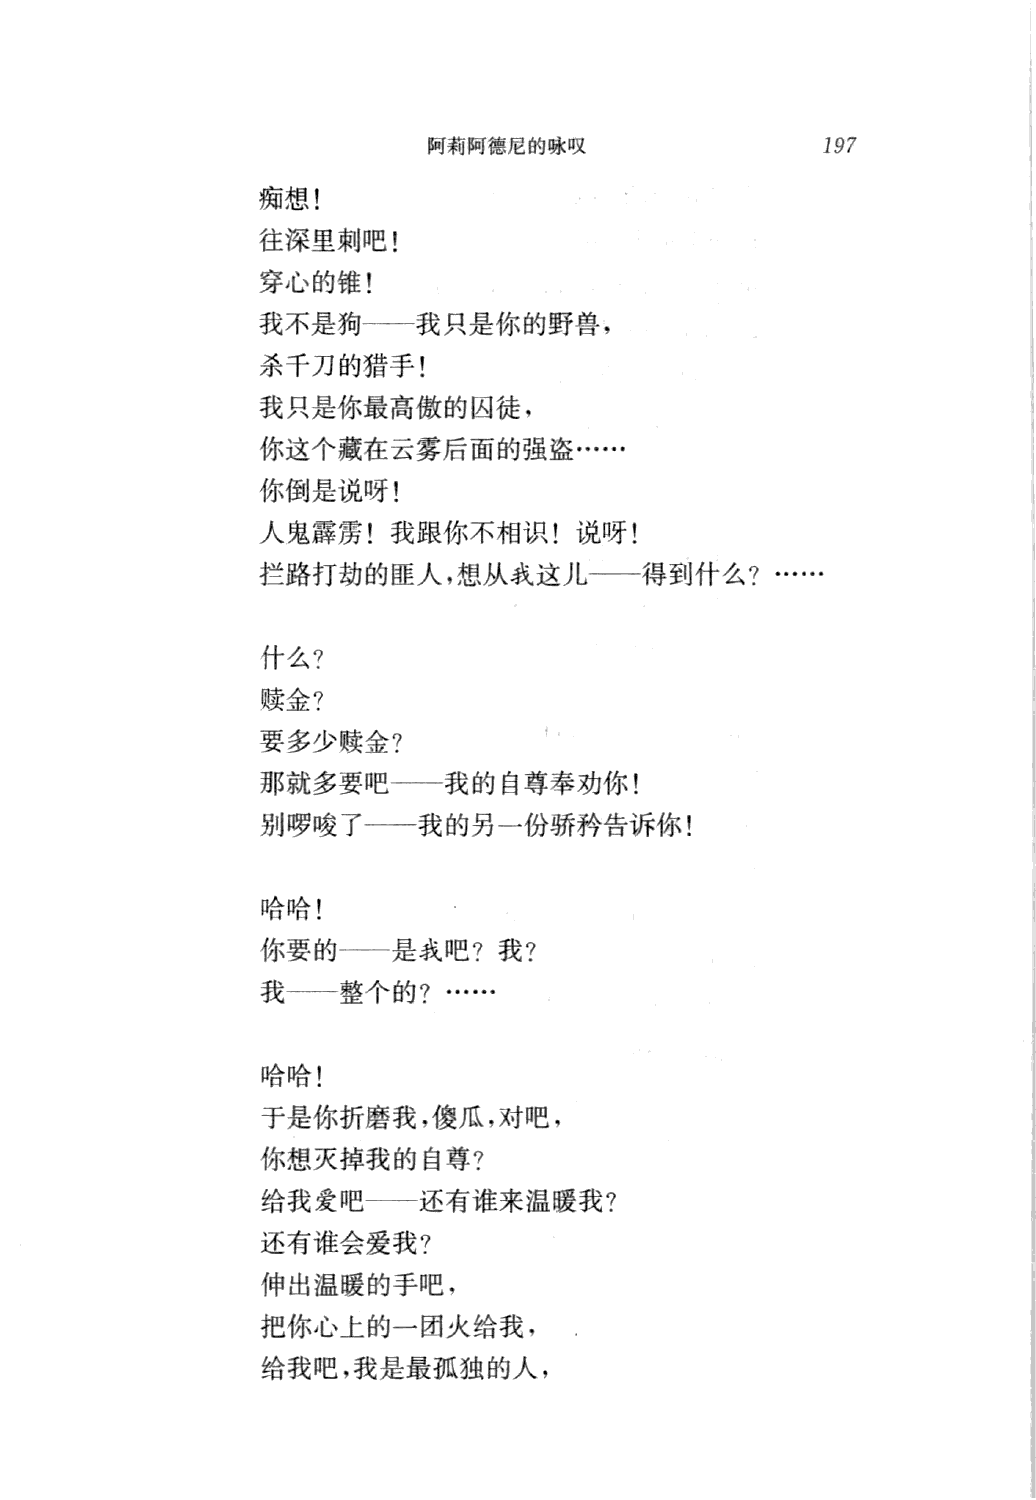 阿莉阿德尼的咏叹 197
痴想！
往深里刺吧！
穿心的锥！
我不是狗——我只是你的野兽，
杀千刀的猎手！
我只是你最高傲的囚徒，
你这个藏在云雾后面的强盗……
你倒是说呀！
人鬼霹雳！我跟你不相识！说呀！
拦路打劫的匪人，想从我这儿——得到什么？……
什么？
赎金？
要多少赎金？
那就多要吧——我的自尊奉劝你！
别啰唆了——我的另一份骄矜告诉你！
哈哈！
你要的——是我吧？我？
我——整个的？……
哈哈！
于是你折磨我，傻瓜，对吧，
你想灭掉我的自尊？
给我爱吧——还有谁来温暖我？
还有谁会爱我？
伸出温暖的手吧，
把你心上的一团火给我，
给我吧，我是最孤独的人，